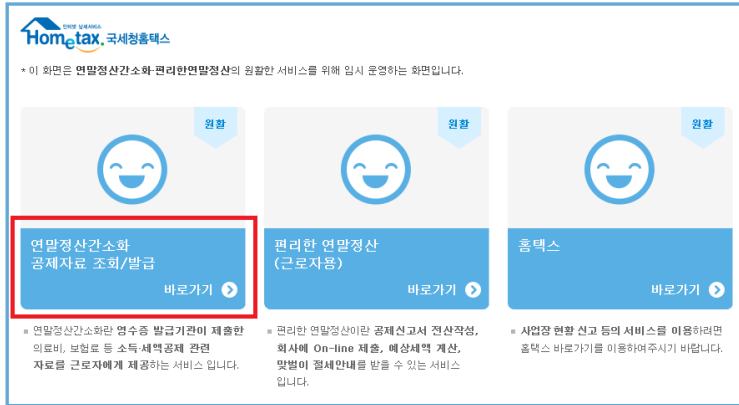 인터넷 납세서비스
Hometax. 국세청홈택스
* 이 화면은 연말정산간소화·편리한연말정산의 원활한 서비스를 위해 임시 운영하는 화면입니다.
원활
원활
원활
연말정산간소화
공제자료 조회/발급
바로가기
편리한 연말정산
(근로자용)
바로가기
홈택스
바로가기
연말정산간소화란 영수증 발급기관이 제출한
의료비, 보험료 등 소득·세액공제 관련
자료를 근로자에게 제공하는 서비스 입니다.
편리한 연말정산이란 공제신고서 전산작성,
회사에 On-line 제출, 예상세액 계산,
맞벌이 절세안내를 받을 수 있는 서비스
입니다.
사업장 현황 신고 등의 서비스를 이용하려면
홈택스 바로가기를 이용하여주시기 바랍니다.